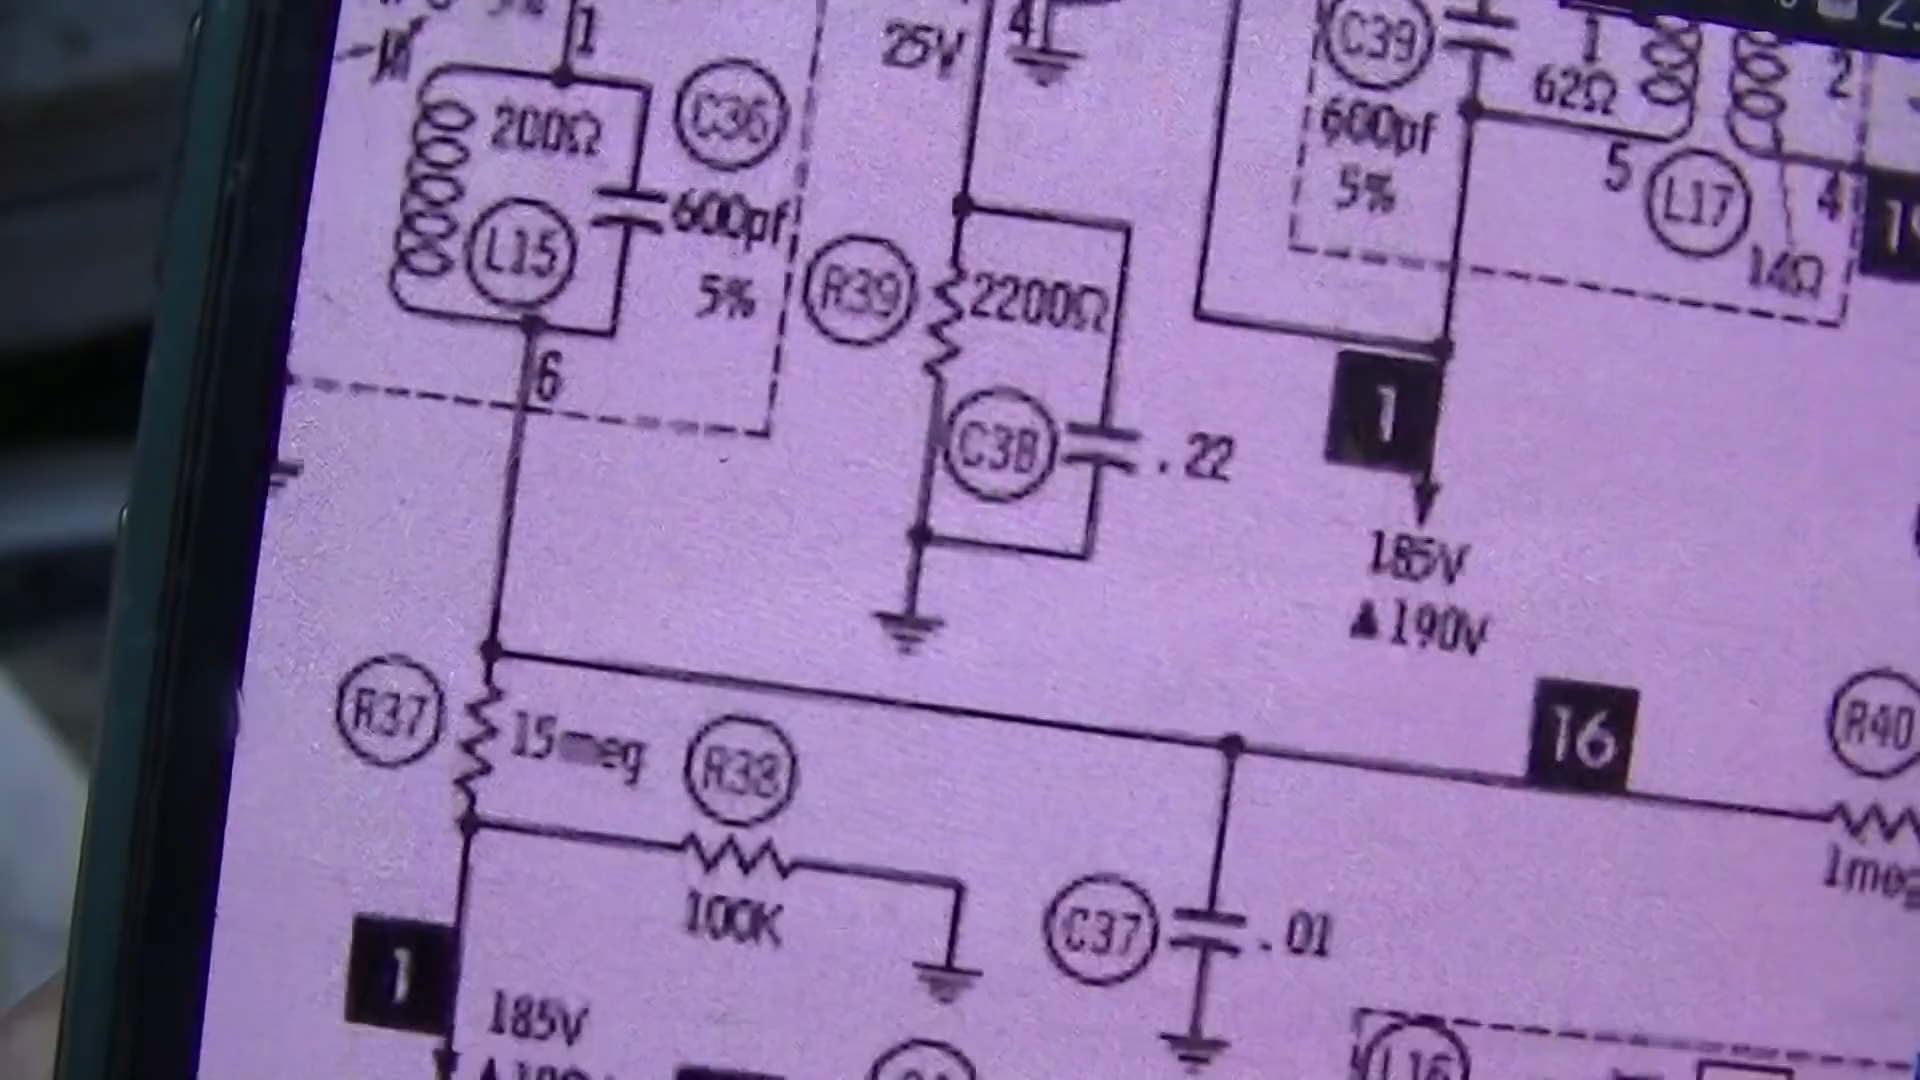 1
4
25V
C39
1
62Ω
2
C36
200Ω
600pf
5%
5
L17
4
14Ω
L15
600pf
5%
R39
2200Ω
6
C38
.22
1
185V
▲190V
R37
15meg
R38
16
R40
1meg
100K
C37
.01
1
185V
L16